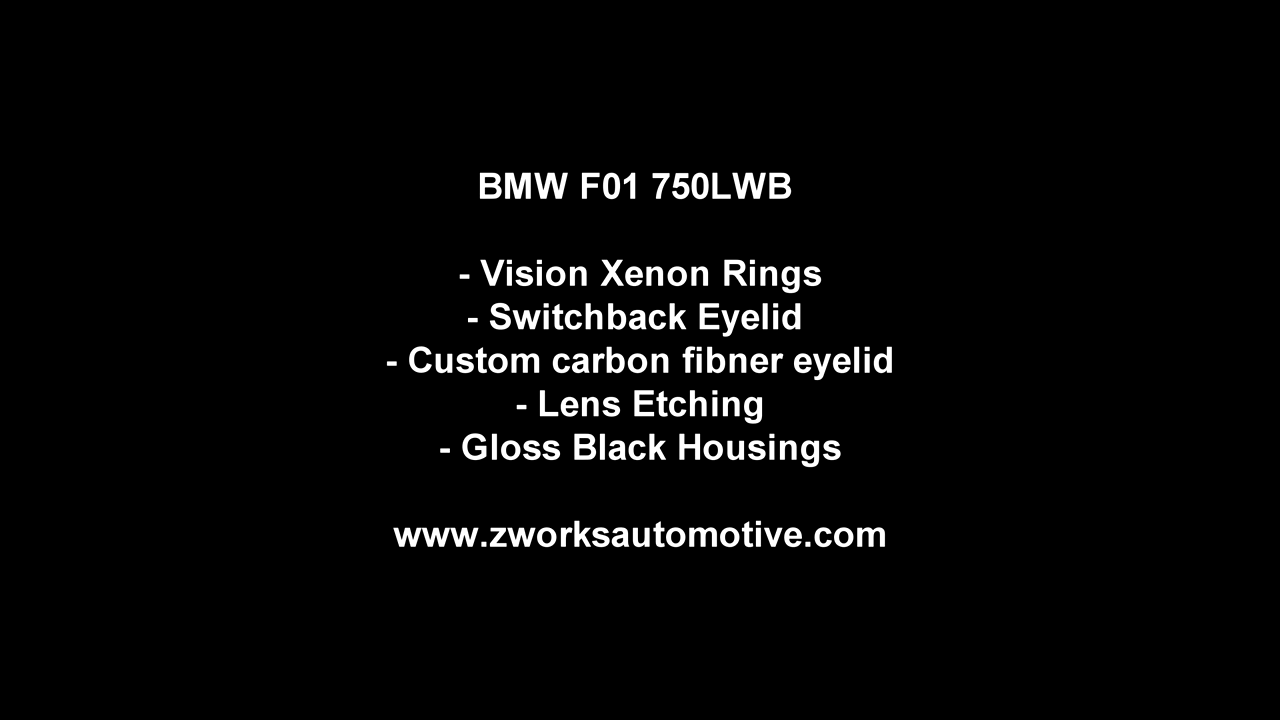 BMW F01 750LWB
- Vision Xenon Rings
- Switchback Eyelid
- Custom carbon fibner eyelid
- Lens Etching
- Gloss Black Housings
www.zworksautomotive.com